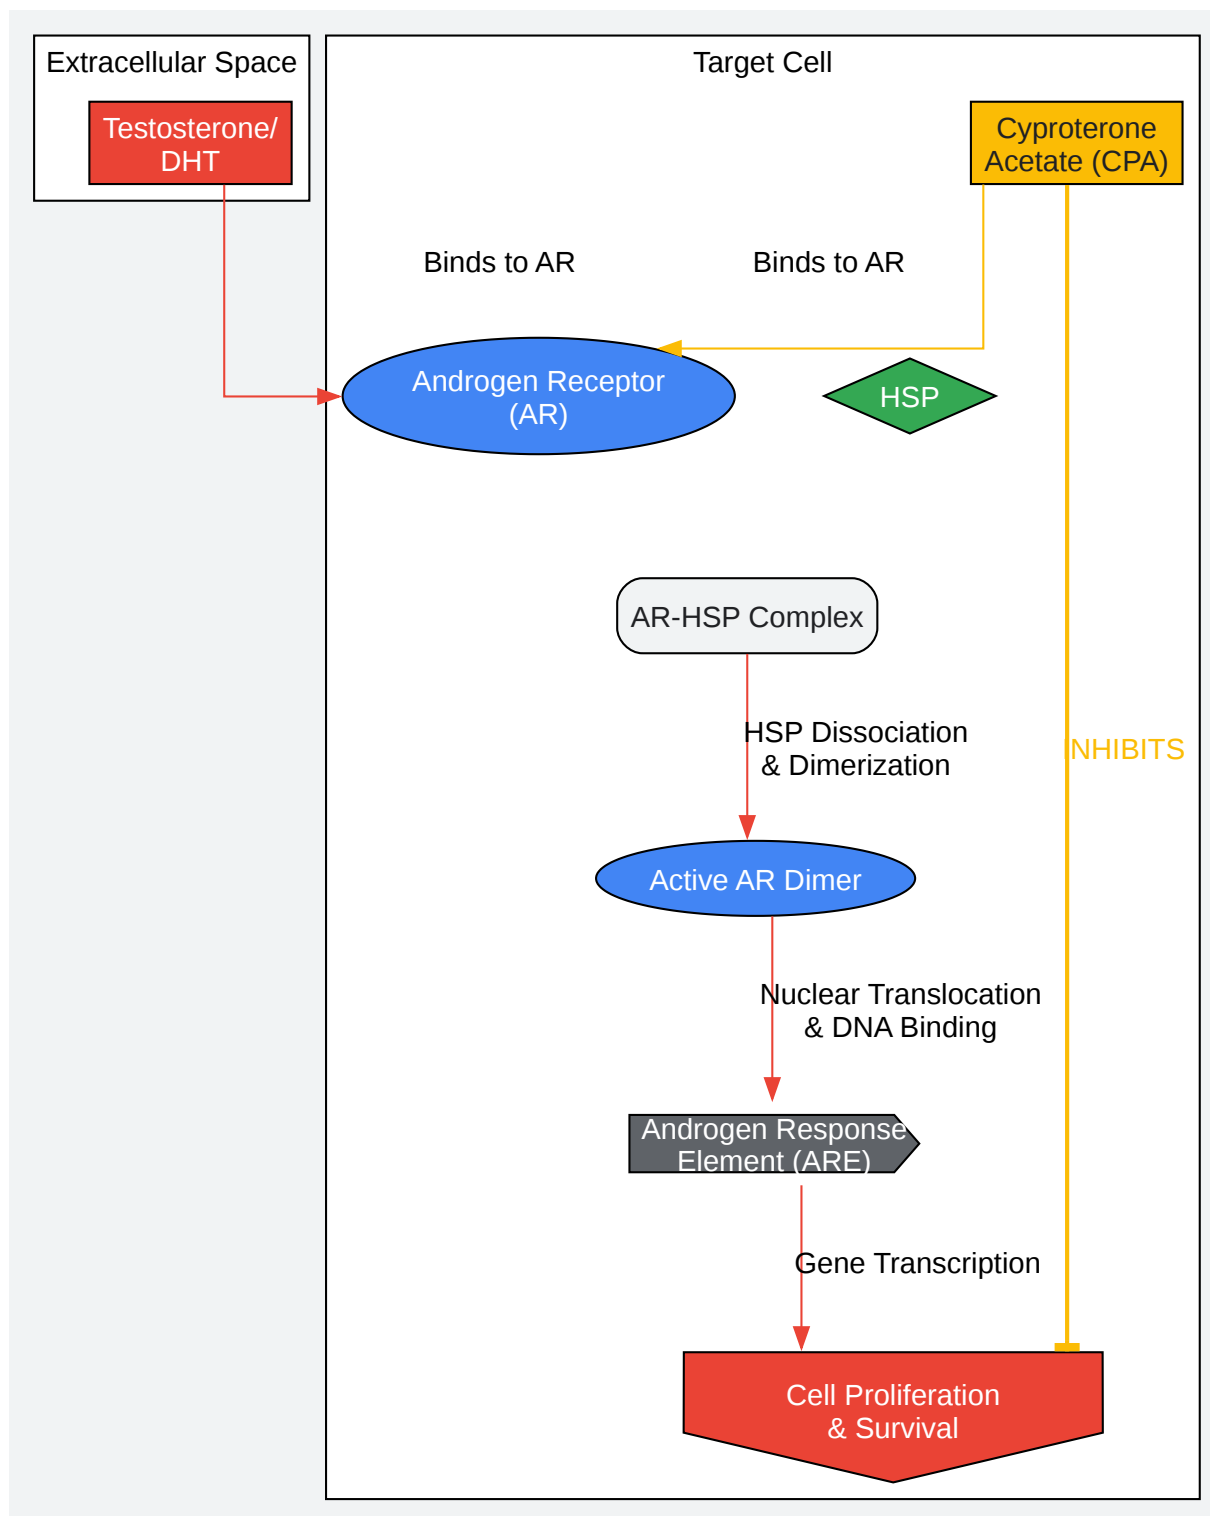 Extracellular Space
Target Cell
Testosterone/
DHT
Cyproterone
Acetate (CPA)
Binds to AR
Binds to AR
Androgen Receptor
(AR)
HSP
AR-HSP Complex
HSP Dissociation
& Dimerization
INHIBITS
Active AR Dimer
Nuclear Translocation
& DNA Binding
Androgen Response
Element (ARE)
Gene Transcription
Cell Proliferation
& Survival